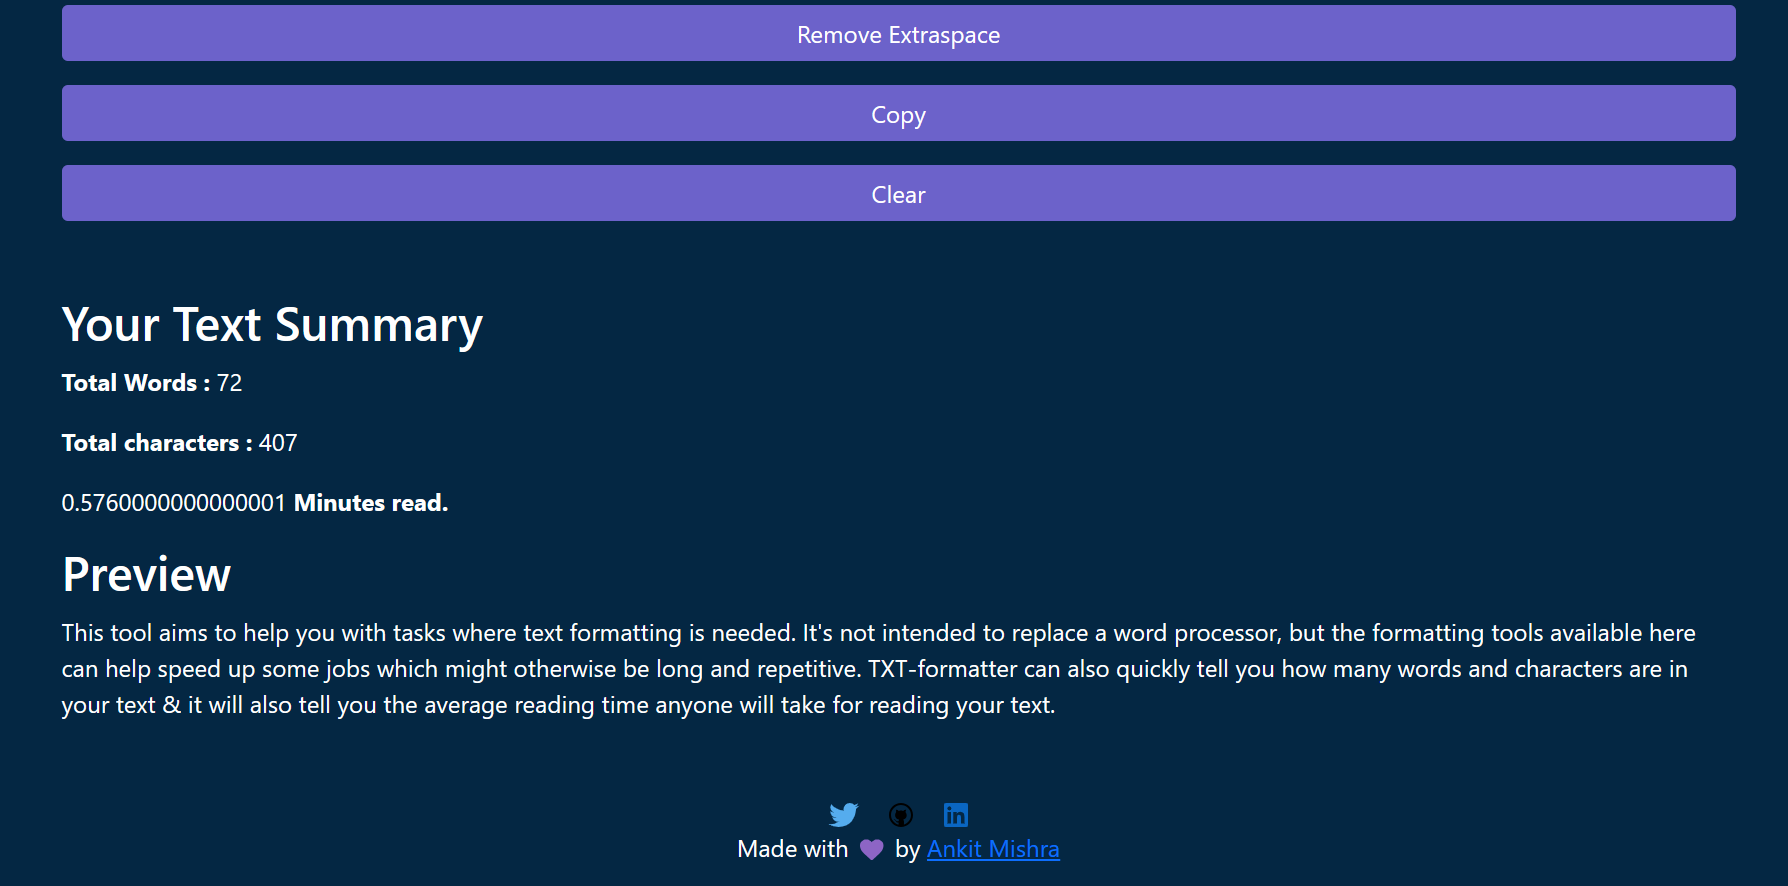 Remove Extraspace
Copy
Clear
Your Text Summary
Total Words : 72
Total characters : 407
0.5760000000000001 Minutes read.
Preview
This tool aims to help you with tasks where text formatting is needed. It's not intended to replace a word processor, but the formatting tools available here
can help speed up some jobs which might otherwise be long and repetitive. TXT-formatter can also quickly tell you how many words and characters are in
your text & it will also tell you the average reading time anyone will take for reading your text.
Made with 💜 by Ankit Mishra